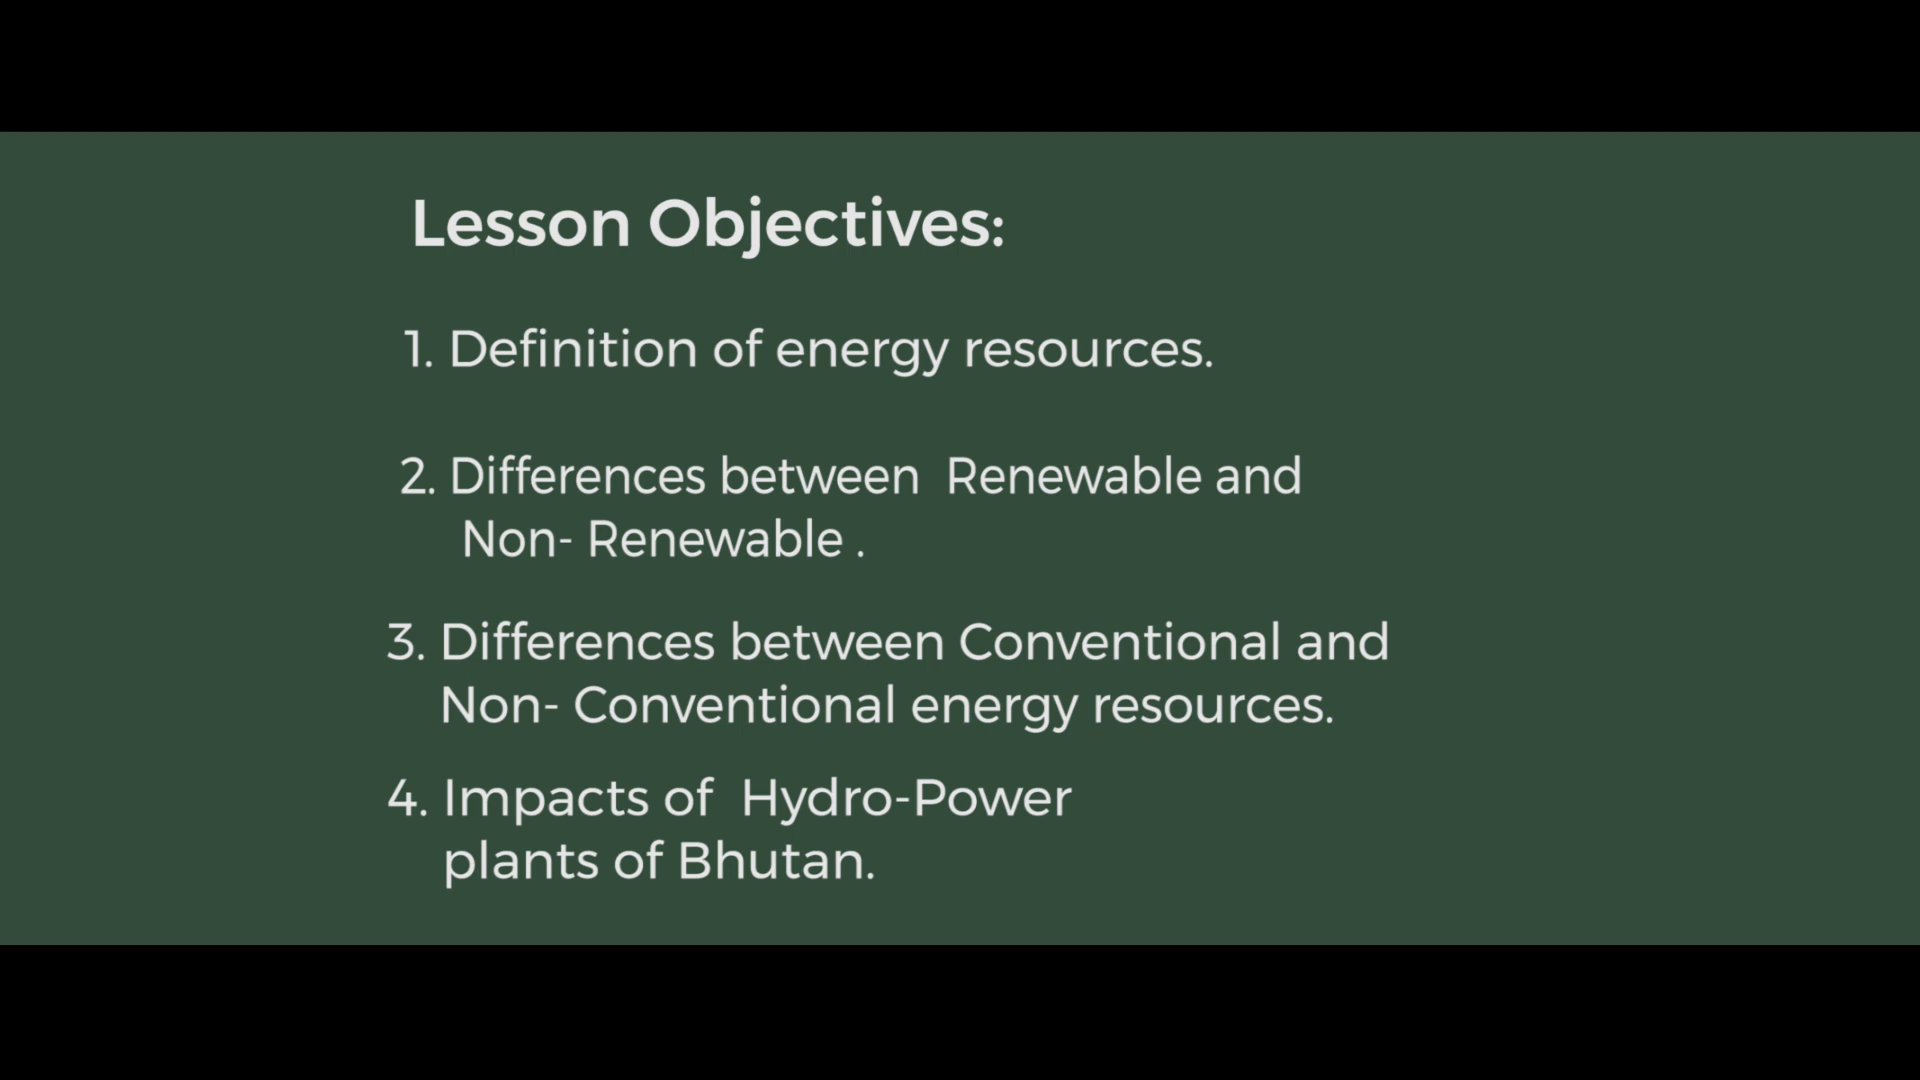 Lesson Objectives:
1. Definition of energy resources.
2. Differences between Renewable and
Non- Renewable .
3. Differences between Conventional and
Non- Conventional energy resources.
4. Impacts of Hydro-Power
plants of Bhutan.